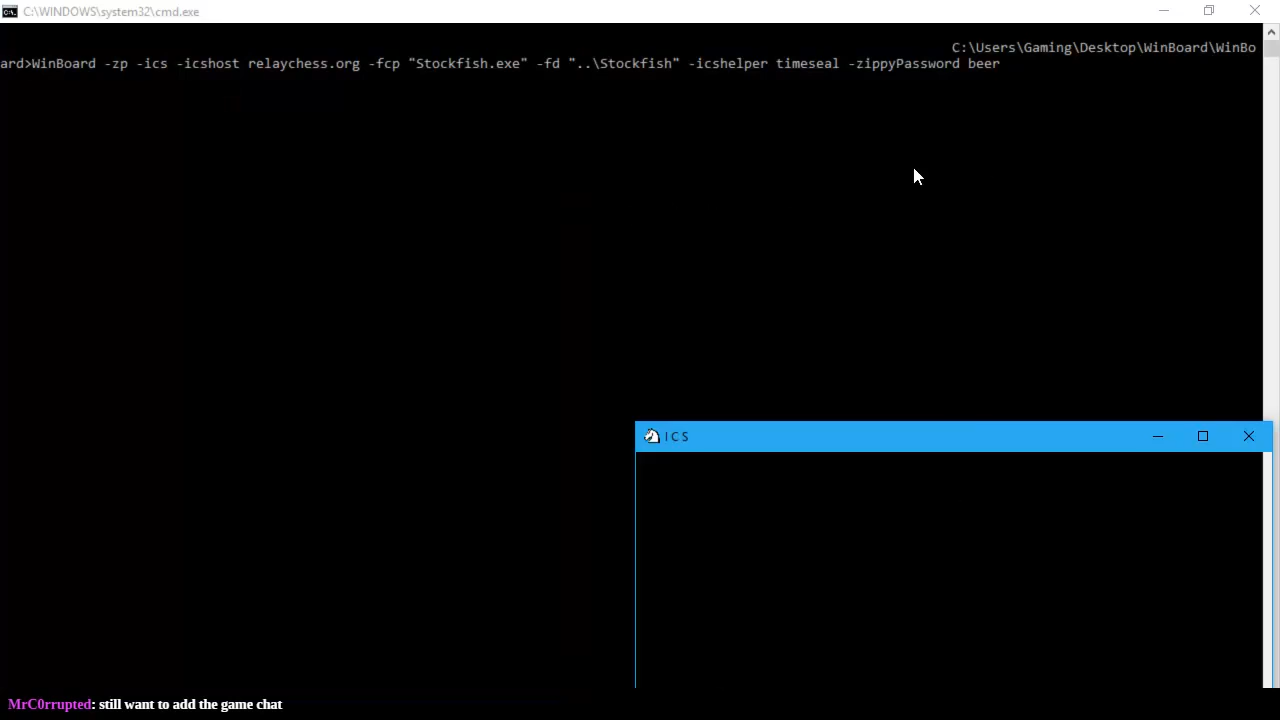 C:\WINDOWS\system32\cmd.exe
C:\Users\Gaming\Desktop\WinBoard\WinBo
ard>WinBoard -zp -ics -icshost relaychess.org -fcp "Stockfish.exe" -fd "..\Stockfish" -icshelper timeseal -zippyPassword beer
ICS
MrC0rrupted: still want to add the game chat